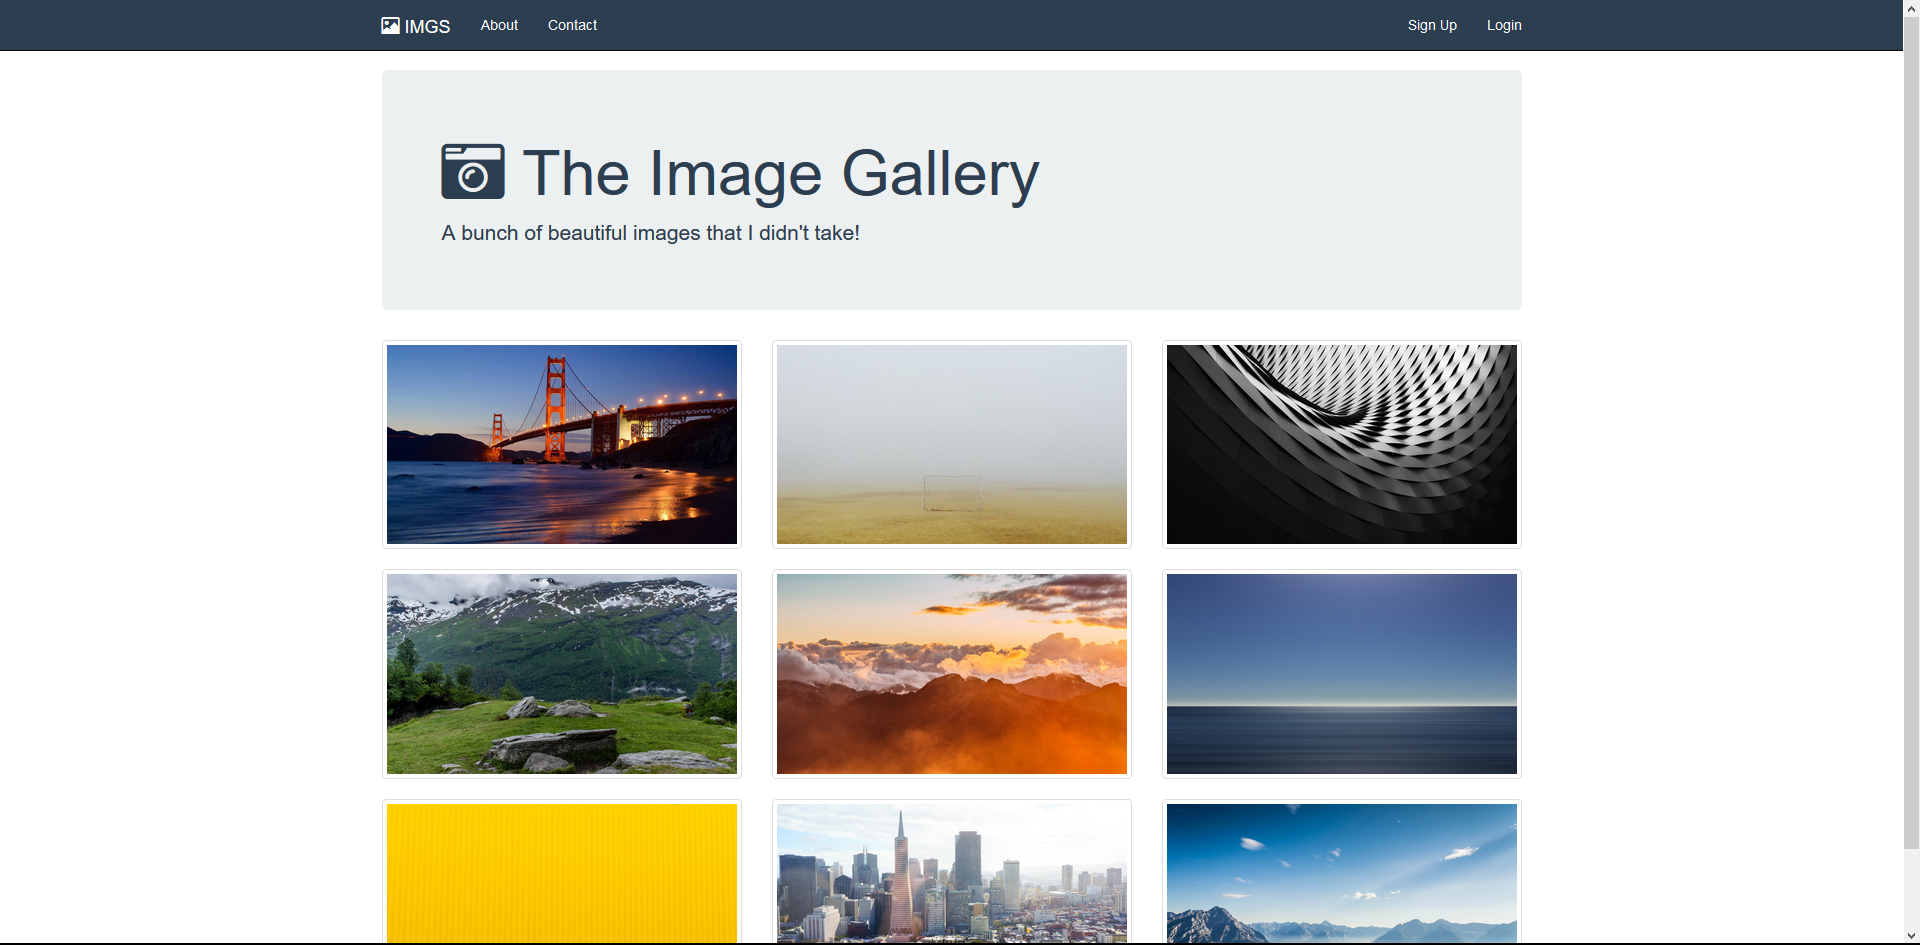 IMGS About Contact Sign Up Login
The Image Gallery
A bunch of beautiful images that I didn't take!